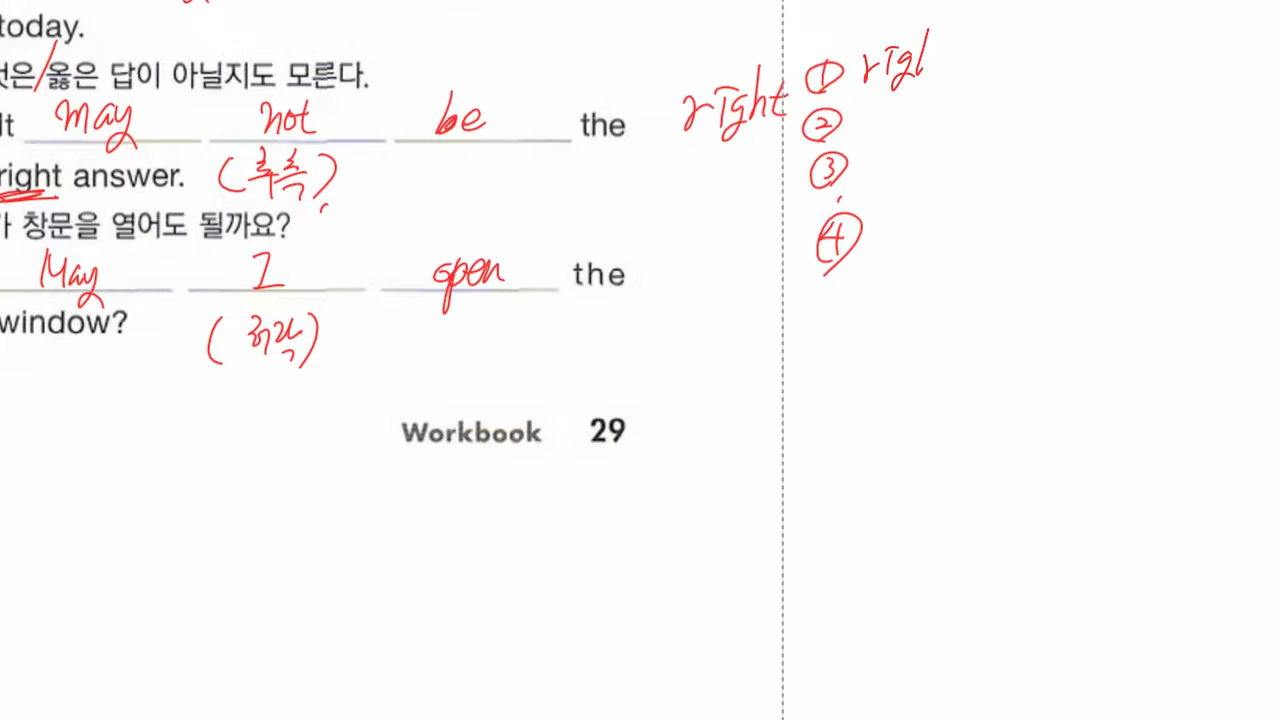 today.
것은/옳은 답이 아닐지도 모른다.
It may not be the
right answer. (추측)
가 창문을 열어도 될까요?
May I open the
window? (허락)
Workbook 29
right ① righ
②
③
④